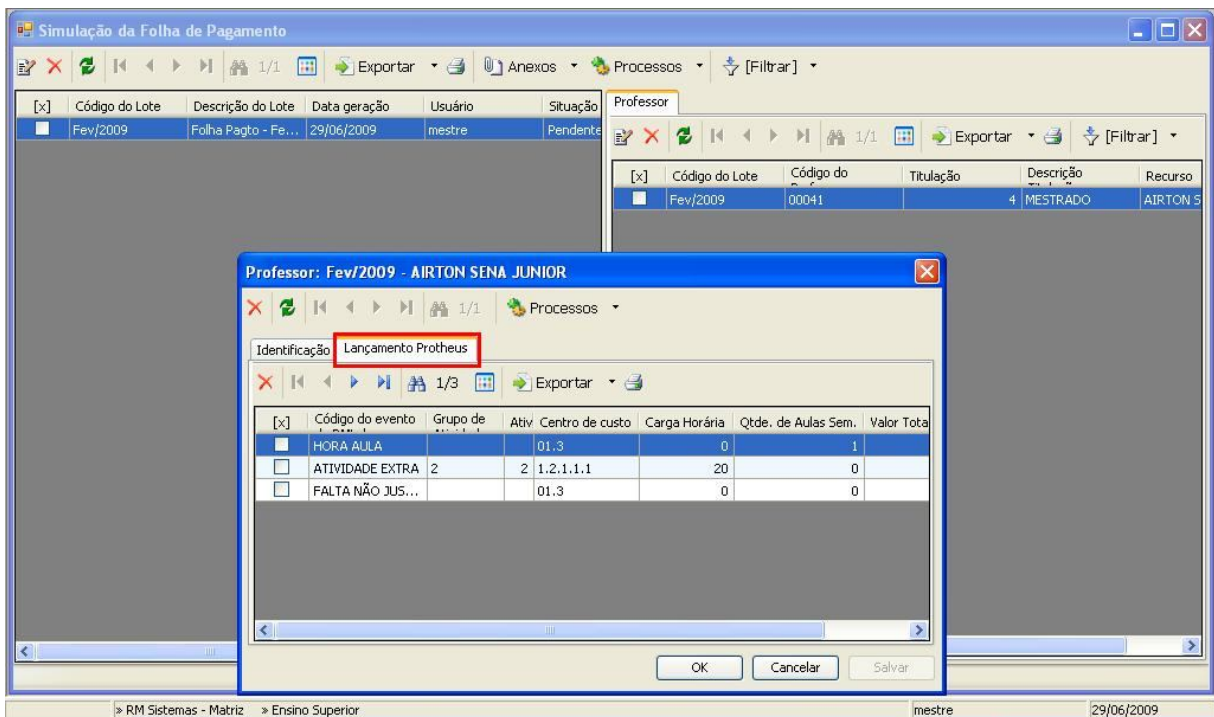 Simulação da Folha de Pagamento
1/1 Exportar Anexos Processos [Filtrar]
[x] Código do Lote Descrição do Lote Data geração Usuário Situação
Fev/2009 Folha Pagto - Fe... 29/06/2009 mestre Pendente
Professor
1/1 Exportar [Filtrar]
[x] Código do Lote Código do Titulação Descrição Recurso
Fev/2009 00041 4 MESTRADO AIRTON S
Professor: Fev/2009 - AIRTON SENA JUNIOR
1/1 Processos
Identificação Lançamento Protheus
1/3 Exportar
[x] Código do evento Grupo de Ativ Centro de custo Carga Horária Qtde. de Aulas Sem. Valor Tota
HORA AULA 01.3 0 1
ATIVIDADE EXTRA 2 2 1.2.1.1.1 20 0
FALTA NÃO JUS... 01.3 0 0
OK Cancelar Salvar
» RM Sistemas - Matriz » Ensino Superior mestre 29/06/2009